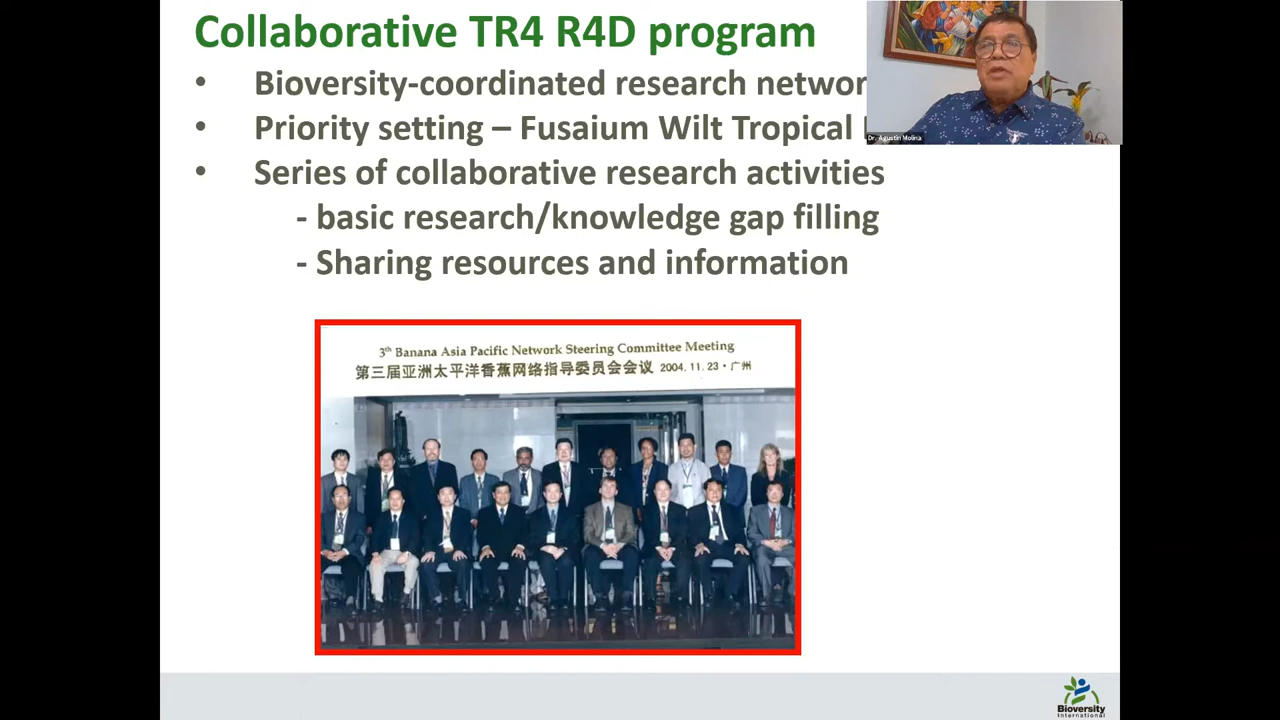 Collaborative TR4 R4D program
• Bioversity-coordinated research networ
• Priority setting – Fusaium Wilt Tropical
• Series of collaborative research activities
- basic research/knowledge gap filling
- Sharing resources and information
Dr. Agustin Molina
3th Banana Asia Pacific Network Steering Committee Meeting
第三届亚洲太平洋香蕉网络指导委员会会议 2004.11.23·广州
Bioversity
International